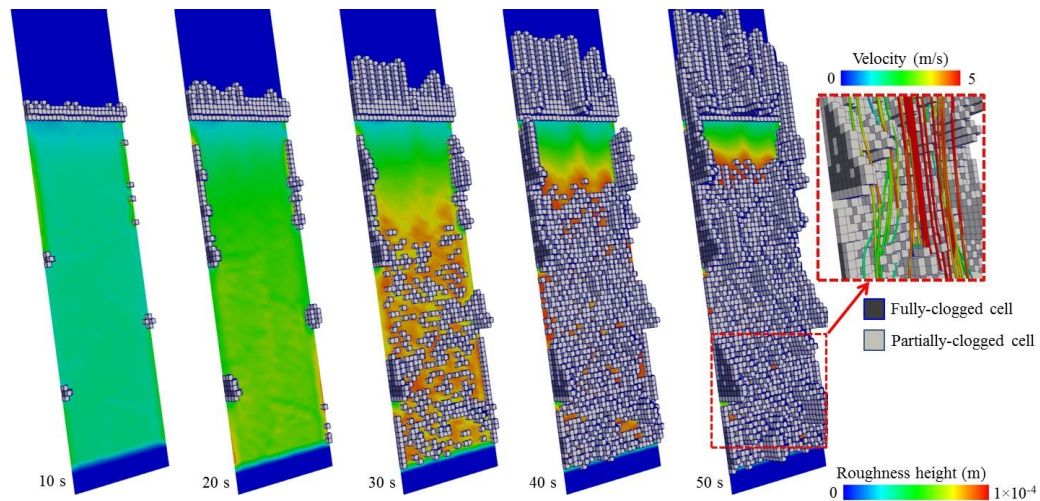 Velocity (m/s)
0 5
Fully-clogged cell
Partially-clogged cell
10 s 20 s 30 s 40 s 50 s
Roughness height (m)
0 1×10⁻⁴